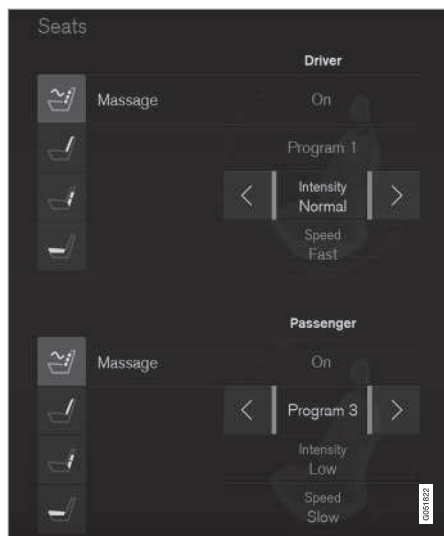 Seats
Driver
Massage On
Program 1
Intensity
Normal
Speed
Fast
Passenger
Massage On
Program 3
Intensity
Low
Speed
Slow
G051822